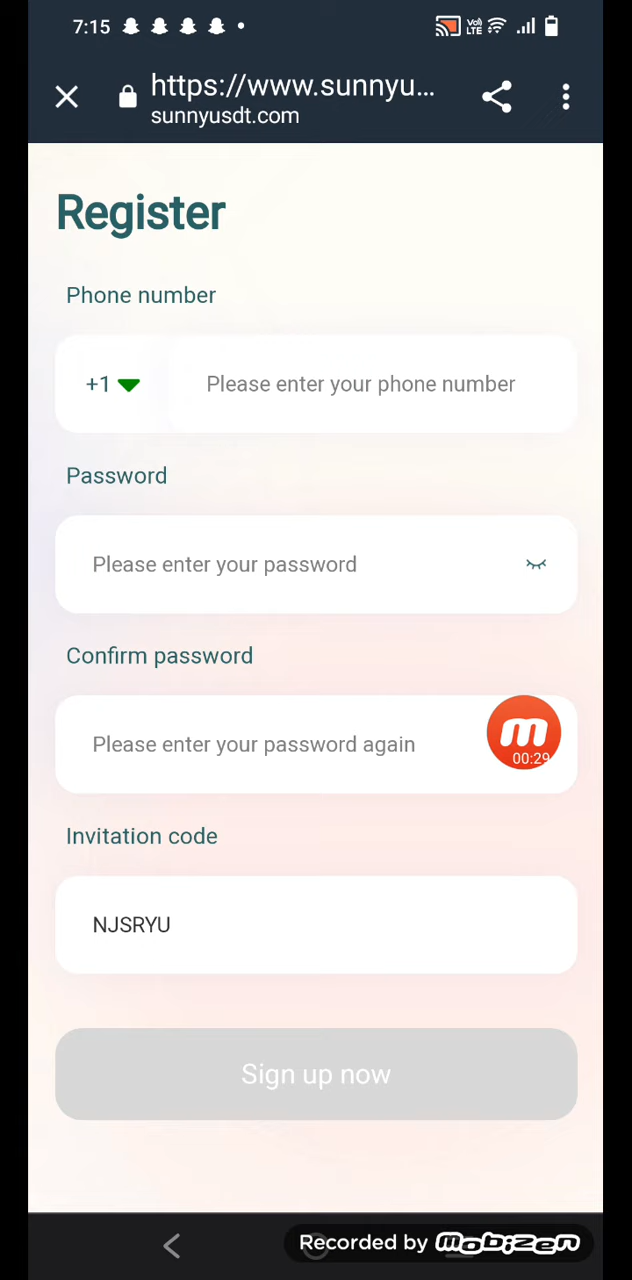 7:15
Vo)
LTE
https://www.sunnyu...
sunnyusdt.com
Register
Phone number
+1
Please enter your phone number
Password
Please enter your password
Confirm password
Please enter your password again
m
00:29
Invitation code
NJSRYU
Sign up now
Recorded by mobizen